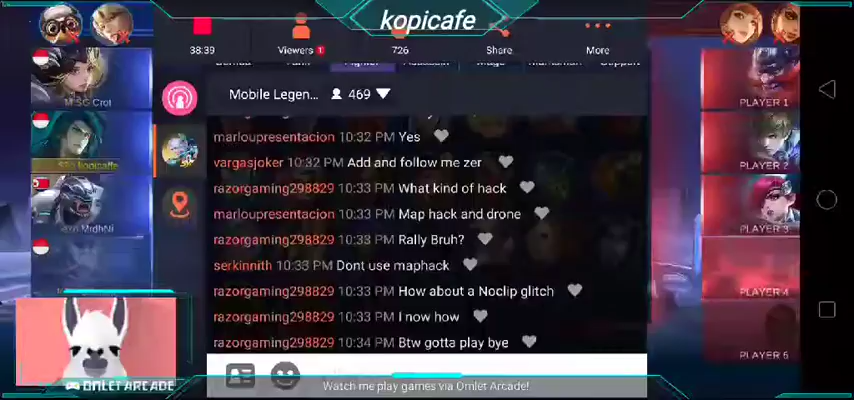 kopicafe
38:39
Viewers 1
726
Share
More
Mobile Legen... 469
marloupresentacion 10:32 PM Yes
vargasjoker 10:32 PM Add and follow me zer
razorgaming298829 10:33 PM What kind of hack
marloupresentacion 10:33 PM Map hack and drone
razorgaming298829 10:33 PM Rally Bruh?
serkinnith 10:33 PM Dont use maphack
razorgaming298829 10:33 PM How about a Noclip glitch
razorgaming298829 10:33 PM I now how
razorgaming298829 10:34 PM Btw gotta play bye
Watch me play games via Omlet Arcade!
MSG Crot
kopicaffe
MrdhNi
OMLET ARCADE
PLAYER 1
PLAYER 2
PLAYER 3
PLAYER 4
PLAYER 5